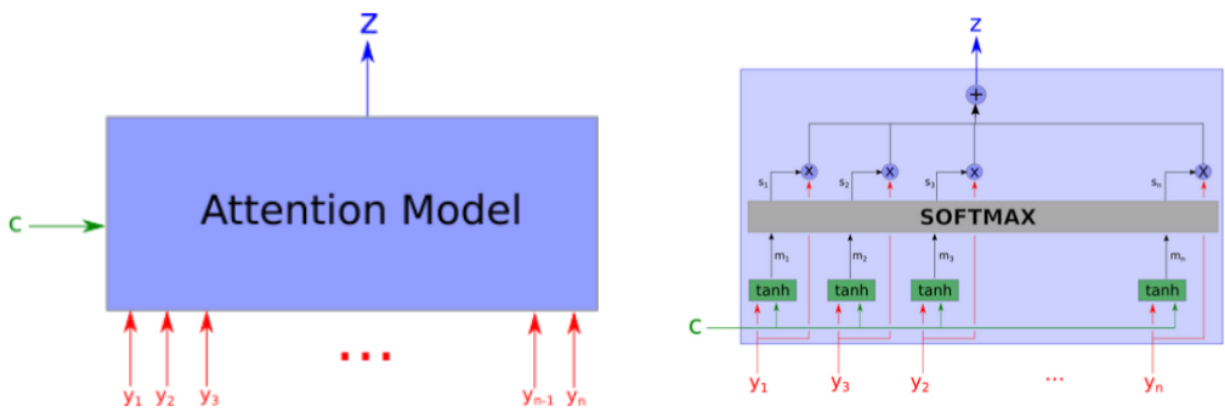 z
Attention Model
c
y1 y2 y3 ... yn-1 yn
z
+
x x x x
s1 s2 s3 sn
SOFTMAX
m1 m2 m3 mn
tanh tanh tanh tanh
c
y1 y3 y2 ... yn